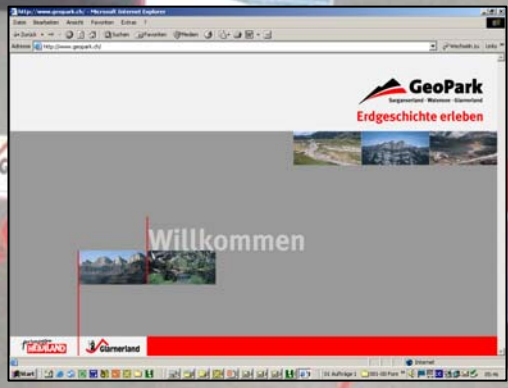 http://www.geopark.ch/ - Microsoft Internet Explorer
Datei Bearbeiten Ansicht Favoriten Extras ?
Zurück Suchen Favoriten Medien
Adresse http://www.geopark.ch/ Wechseln zu Links
GeoPark
Sarganserland - Walensee - Glarnerland
Erdgeschichte erleben
Willkommen
HEIDILAND Glarnerland
Internet
Start